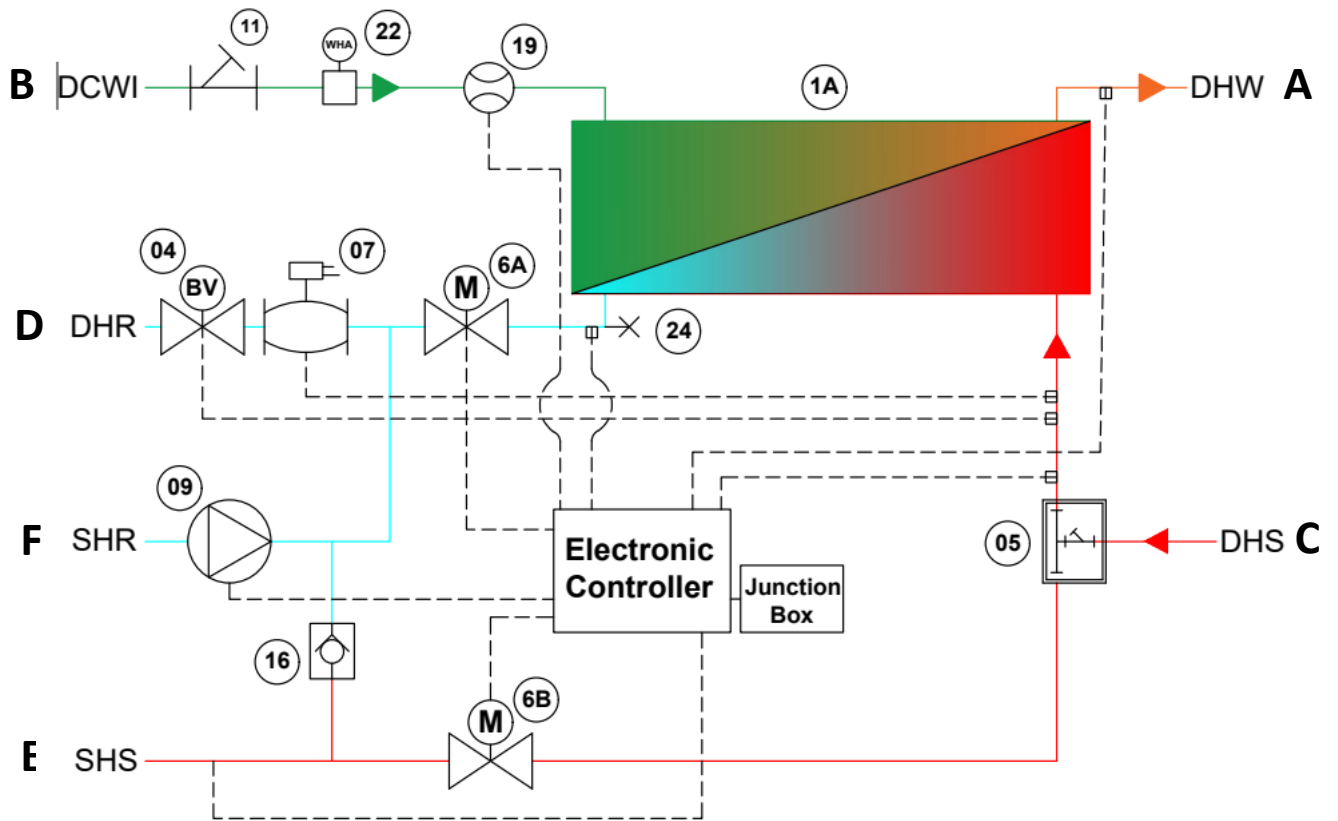 11
22
WHA
19
1A
B DCWI
DHW A
04
07
6A
BV
M
24
D DHR
09
F SHR
Electronic
Controller
Junction
Box
05
DHS C
16
6B
M
E SHS